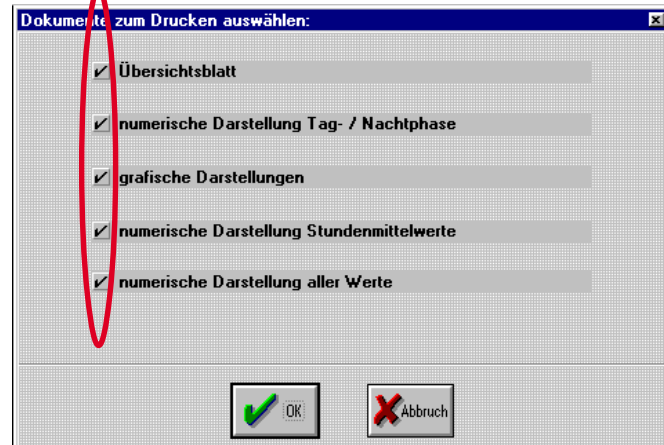 Dokumente zum Drucken auswählen:
Übersichtsblatt
numerische Darstellung Tag- / Nachtphase
grafische Darstellungen
numerische Darstellung Stundenmittelwerte
numerische Darstellung aller Werte
OK
Abbruch